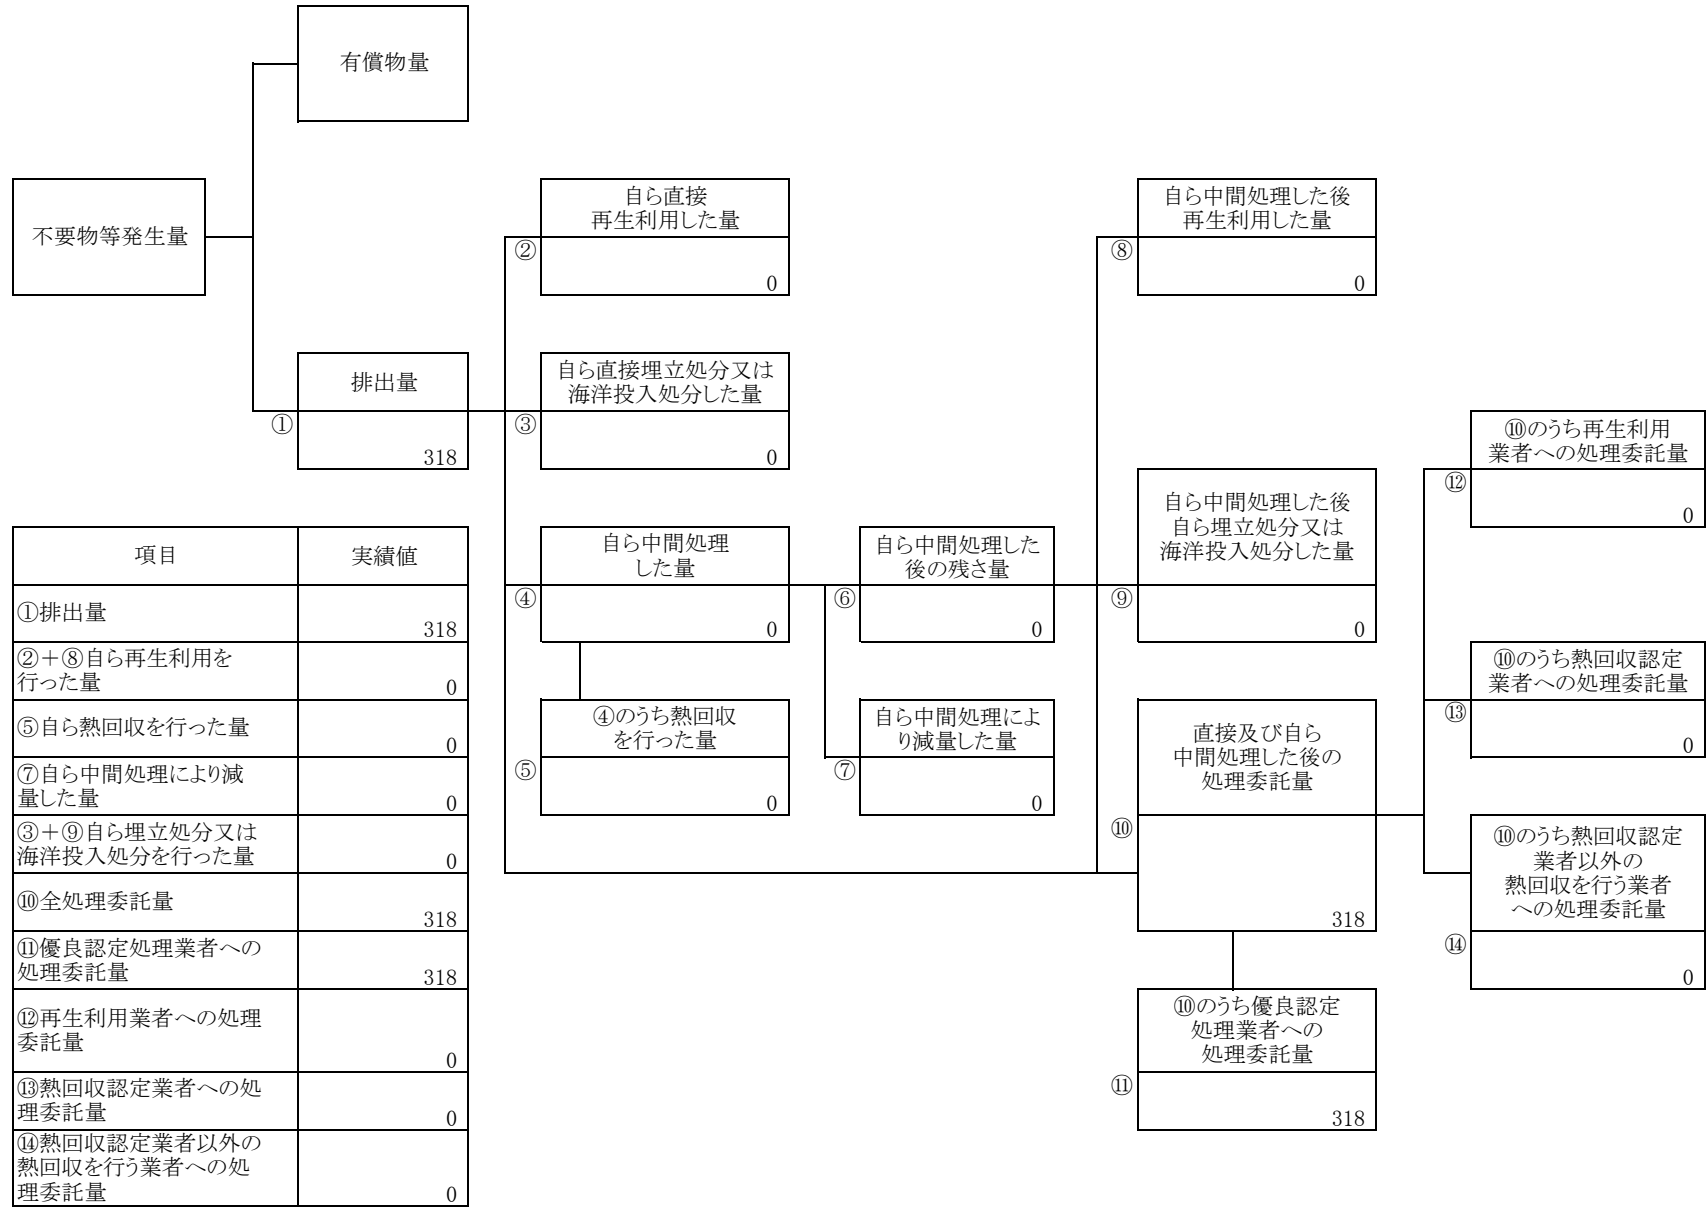 有償物量
不要物等発生量
自ら直接
再生利用した量
②
0
自ら中間処理した後
再生利用した量
⑧
0
排出量
①
318
自ら直接埋立処分又は
海洋投入処分した量
③
0
⑩のうち再生利用
業者への処理委託量
⑫
0
自ら中間処理
した量
④
0
自ら中間処理した
後の残さ量
⑥
0
自ら中間処理した後
自ら埋立処分又は
海洋投入処分した量
⑨
0
⑩のうち熱回収認定
業者への処理委託量
⑬
0
④のうち熱回収
を行った量
⑤
0
自ら中間処理によ
り減量した量
⑦
0
直接及び自ら
中間処理した後の
処理委託量
⑩
318
⑩のうち熱回収認定
業者以外の
熱回収を行う業者
への処理委託量
⑭
0
⑩のうち優良認定
処理業者への
処理委託量
⑪
318
項目 実績値
①排出量
318
②＋⑧自ら再生利用を
行った量
0
⑤自ら熱回収を行った量
0
⑦自ら中間処理により減
量した量
0
③＋⑨自ら埋立処分又は
海洋投入処分を行った量
0
⑩全処理委託量
318
⑪優良認定処理業者への
処理委託量
318
⑫再生利用業者への処理
委託量
0
⑬熱回収認定業者への処
理委託量
0
⑭熱回収認定業者以外の
熱回収を行う業者への処
理委託量
0